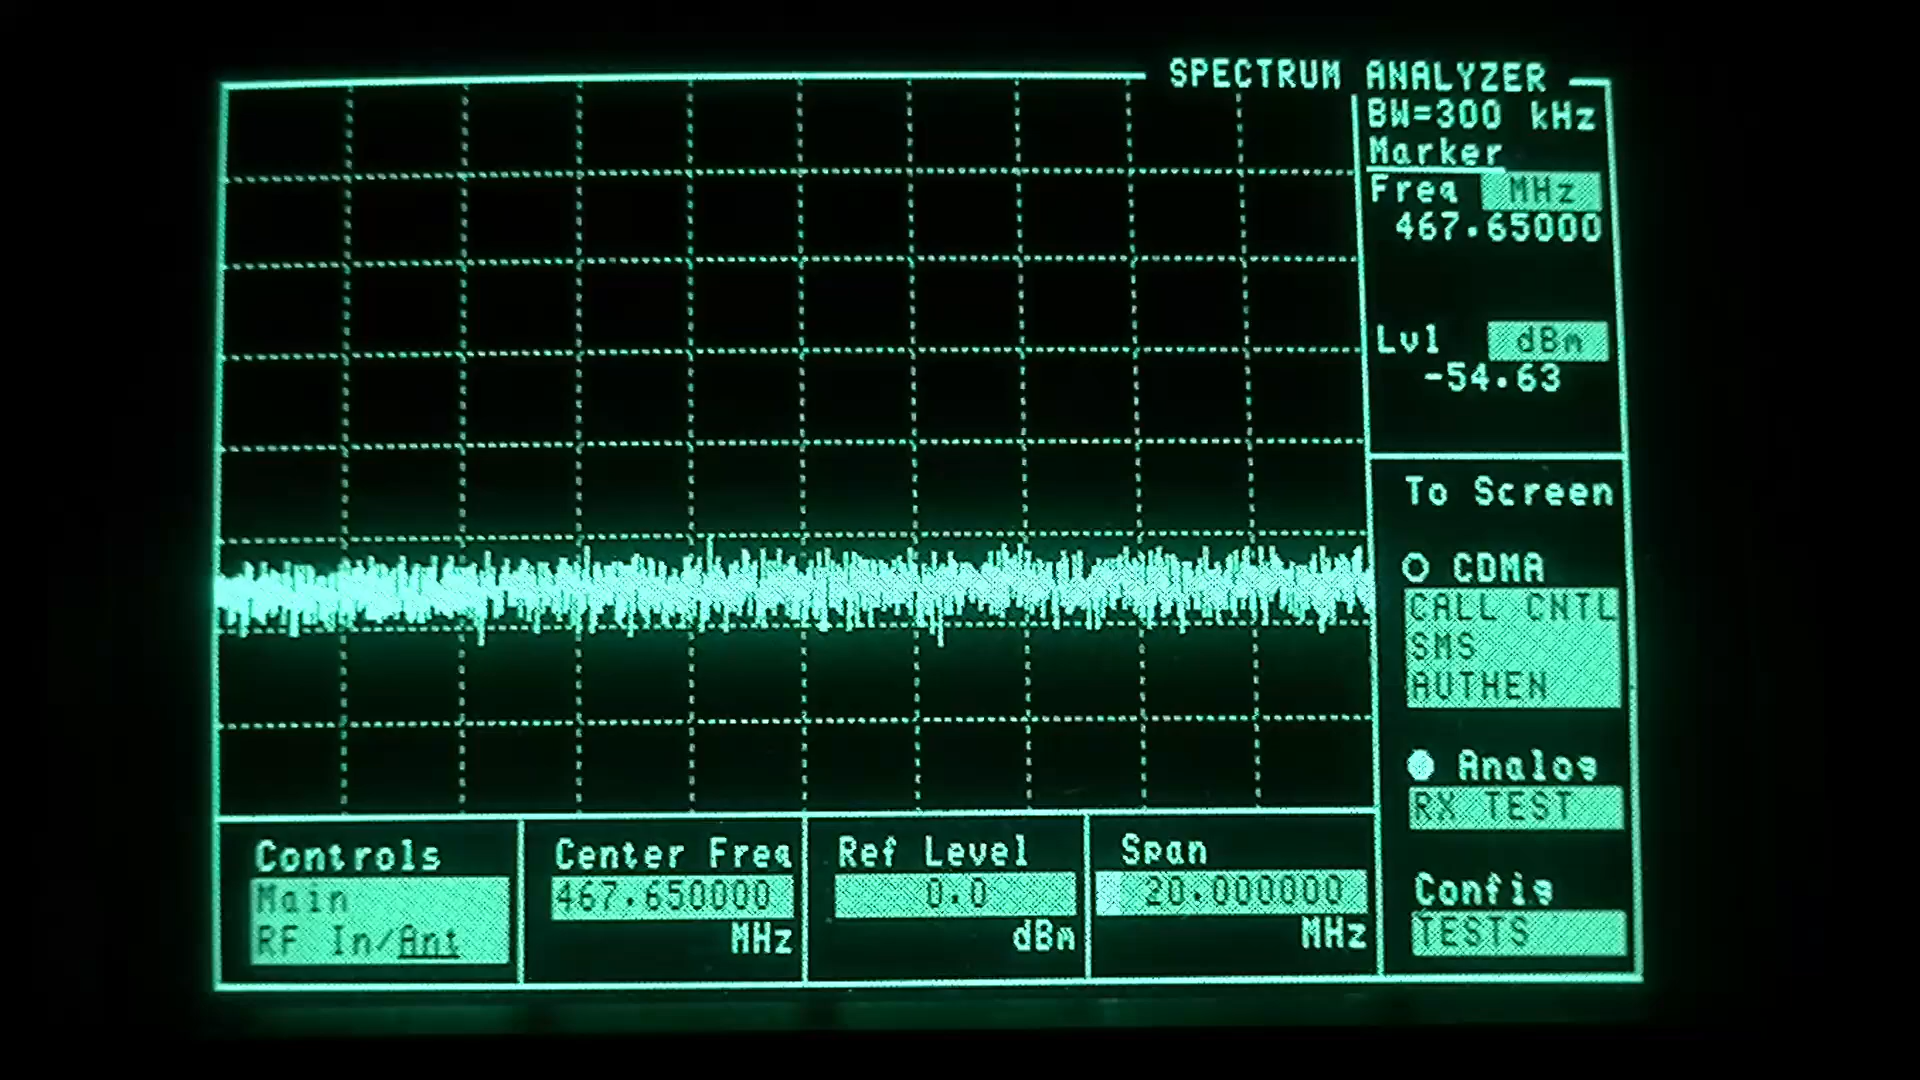 SPECTRUM ANALYZER
BW=300 kHz
Marker
Freq MHz
467.65000
Lvl dBm
-54.63
To Screen
CDMA
CALL CNTL
SMS
AUTHEN
Analog
RX TEST
Config
TESTS
Controls
Main
RF In/Ant
Center Freq
467.650000
MHz
Ref Level
0.0
dBm
Span
20.000000
MHz